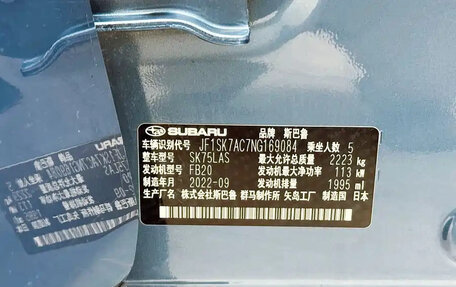 SUBARU 品牌 斯巴鲁
车辆识别代号 JF1SK7AC7NG169084 乘坐人数 5
整车型号 SK75LAS 最大允许总质量 2223 kg
发动机型号 FB20 发动机最大净功率 113 kW
制造年月 2022-09 发动机排量 1995 ml
生产厂名 株式会社斯巴鲁 群马制作所 矢岛工厂 国 日本